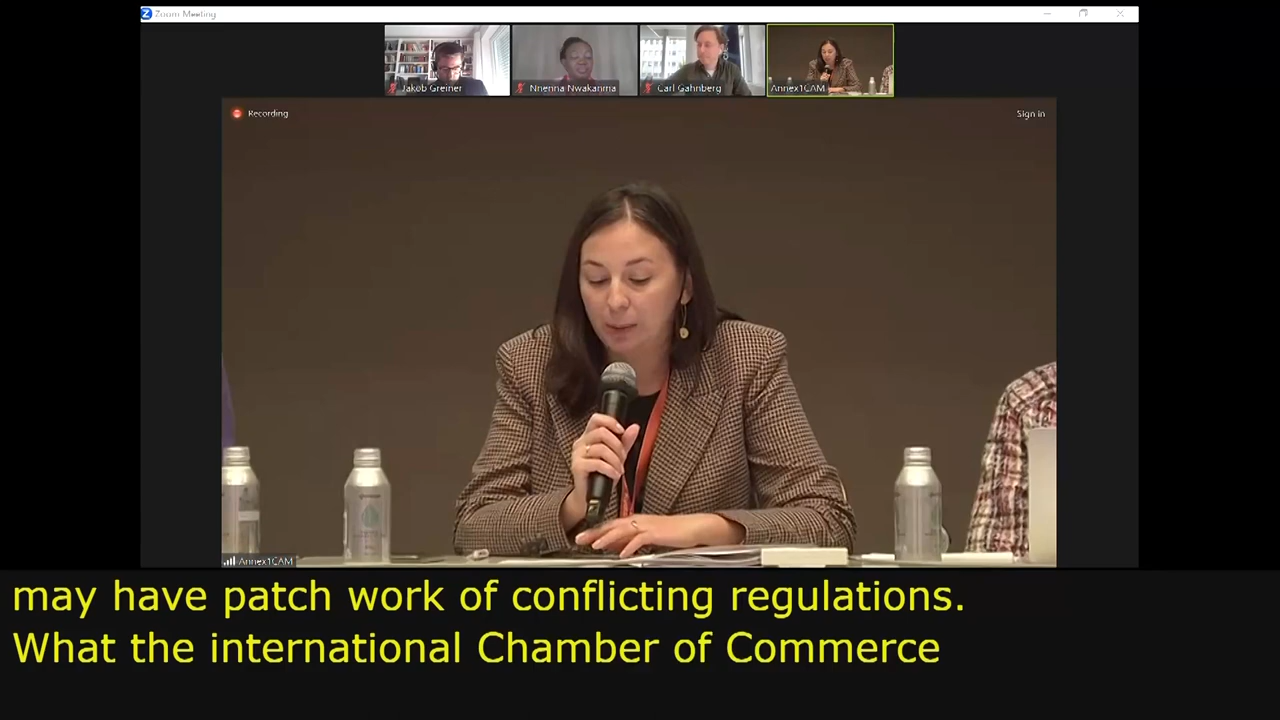 Zoom Meeting
Jakob Greiner
Nnenna Nwakanma
Carl Gahnberg
Annex1CAM
Recording
Sign in
Annex1CAM
may have patch work of conflicting regulations.
What the international Chamber of Commerce